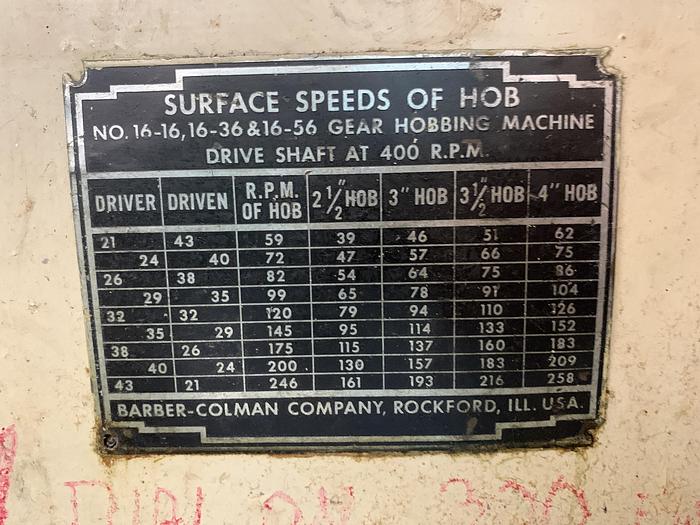 SURFACE SPEEDS OF HOB
NO. 16-16, 16-36 & 16-56 GEAR HOBBING MACHINE
DRIVE SHAFT AT 400 R.P.M.
DRIVER DRIVEN R.P.M. OF HOB 2 1/2" HOB 3" HOB 3 1/2" HOB 4" HOB
21 43 59 39 46 51 62
24 40 72 47 57 66 75
26 38 82 54 64 75 86
29 35 99 65 78 91 104
32 32 120 79 94 110 126
35 29 145 95 114 133 152
38 26 175 115 137 160 183
40 24 200 130 157 183 209
43 21 246 161 193 216 258
BARBER-COLMAN COMPANY, ROCKFORD, ILL. USA.